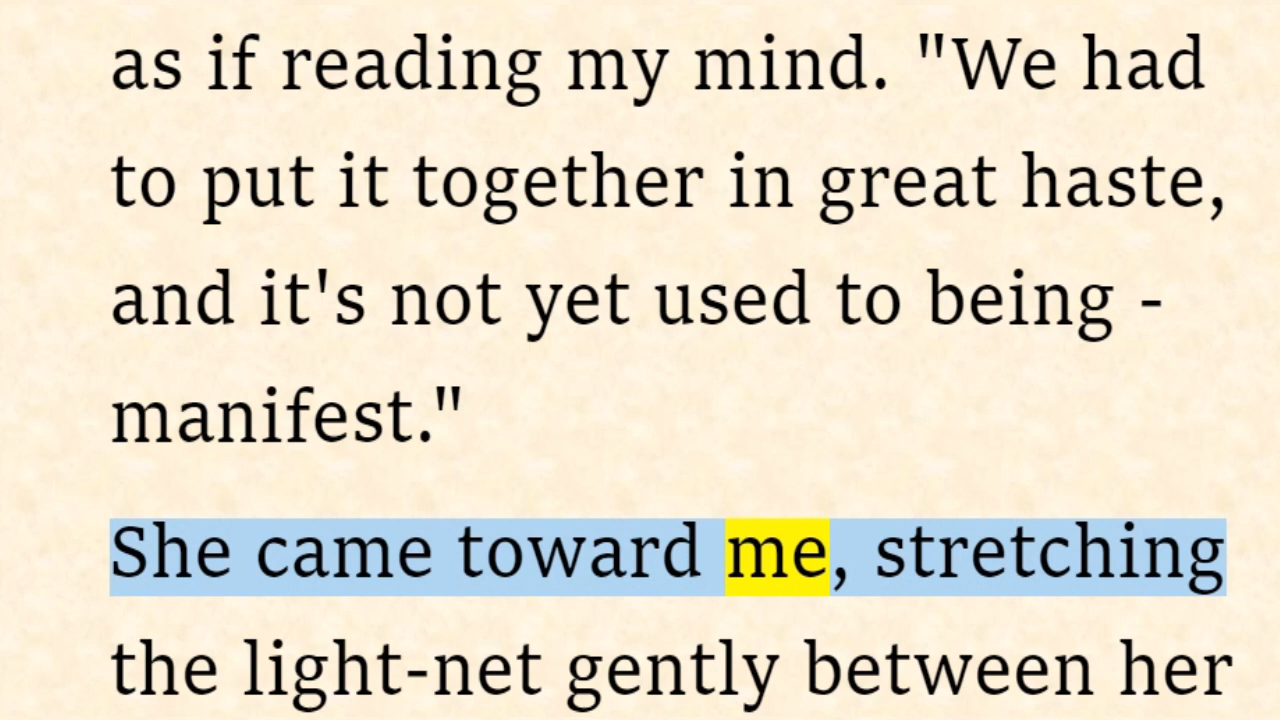 as if reading my mind. "We had
to put it together in great haste,
and it's not yet used to being -
manifest."
She came toward me, stretching
the light-net gently between her